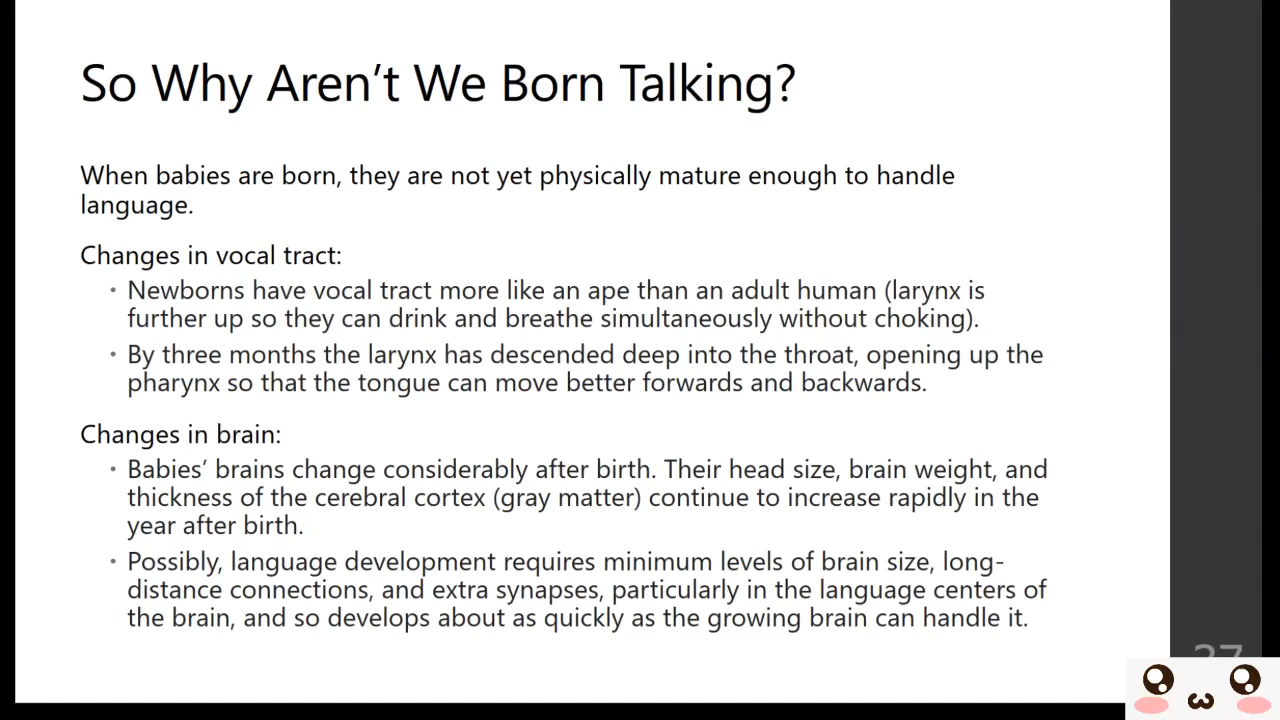 So Why Aren’t We Born Talking?
When babies are born, they are not yet physically mature enough to handle
language.
Changes in vocal tract:
• Newborns have vocal tract more like an ape than an adult human (larynx is
further up so they can drink and breathe simultaneously without choking).
• By three months the larynx has descended deep into the throat, opening up the
pharynx so that the tongue can move better forwards and backwards.
Changes in brain:
• Babies’ brains change considerably after birth. Their head size, brain weight, and
thickness of the cerebral cortex (gray matter) continue to increase rapidly in the
year after birth.
• Possibly, language development requires minimum levels of brain size, long-
distance connections, and extra synapses, particularly in the language centers of
the brain, and so develops about as quickly as the growing brain can handle it.